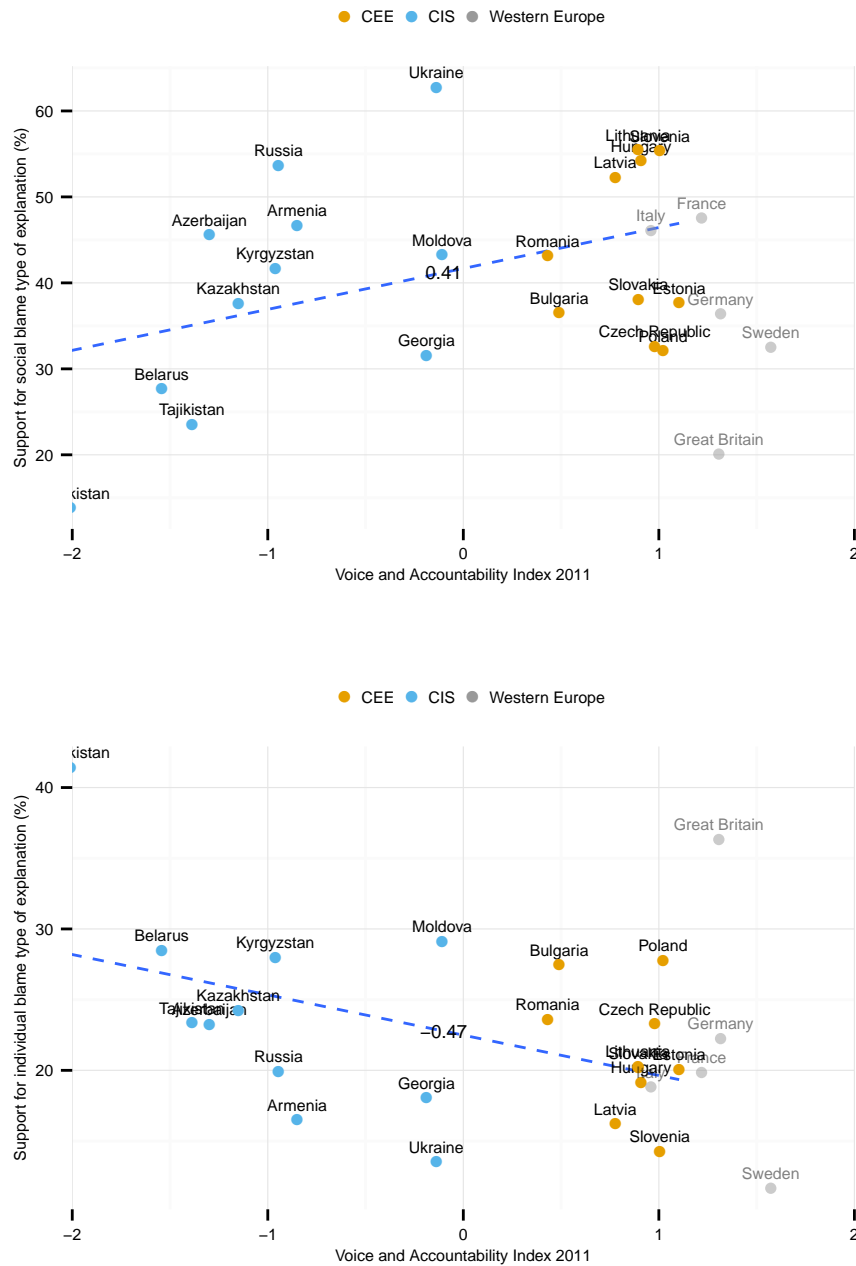 CEE CIS Western Europe
Support for social blame type of explanation (%)
60
50
40
30
20
Ukraine
Lithuania
Slovenia
Hungary
Russia
Latvia
France
Italy
Armenia
Azerbaijan
Moldova
Romania
Kyrgyzstan
0.41
Kazakhstan
Slovakia
Estonia
Bulgaria
Germany
Georgia
Czech Republic
Poland
Sweden
Belarus
Tajikistan
Great Britain
kistan
−2 −1 0 1 2
Voice and Accountability Index 2011
CEE CIS Western Europe
Support for individual blame type of explanation (%)
40
30
20
kistan
Great Britain
Moldova
Belarus
Kyrgyzstan
Poland
Bulgaria
Kazakhstan
Tajikistan
Azerbaijan
Romania
Czech Republic
Germany
−0.47
Lithuania
Slovakia
Estonia
France
Hungary
Italy
Russia
Georgia
Armenia
Latvia
Ukraine
Slovenia
Sweden
−2 −1 0 1 2
Voice and Accountability Index 2011